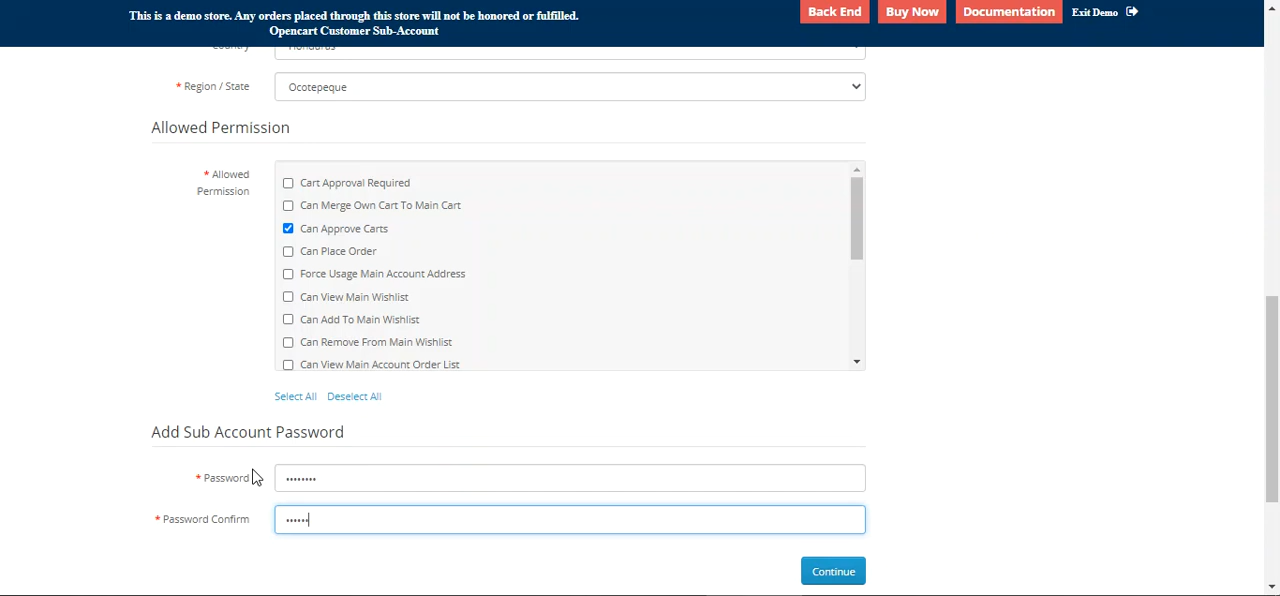 This is a demo store. Any orders placed through this store will not be honored or fulfilled.
Opencart Customer Sub-Account
Back End
Buy Now
Documentation
Exit Demo
Country
Honduras
* Region / State
Ocotepeque
Allowed Permission
* Allowed
Permission
Cart Approval Required
Can Merge Own Cart To Main Cart
Can Approve Carts
Can Place Order
Force Usage Main Account Address
Can View Main Wishlist
Can Add To Main Wishlist
Can Remove From Main Wishlist
Can View Main Account Order List
Select All Deselect All
Add Sub Account Password
* Password
••••••••
* Password Confirm
••••••
Continue